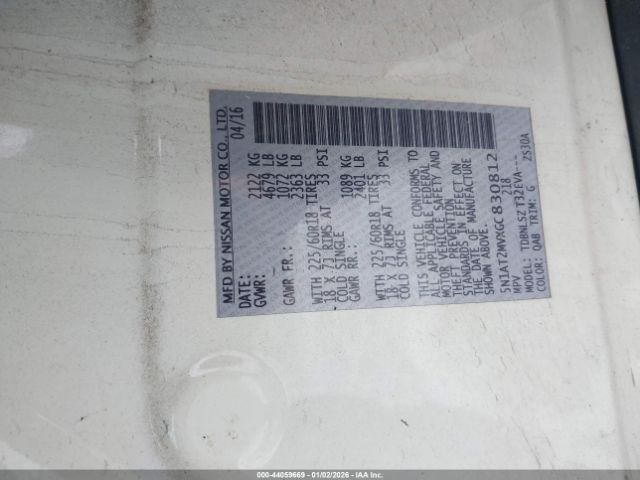 MFD BY NISSAN MOTOR CO., LTD.
DATE: 04/16
GVWR: 2122 KG
4679 LB
GAWR FR.: 1072 KG
2363 LB
WITH 225/60R18 TIRES
18 X 7J RIMS AT 33 PSI
COLD SINGLE
GAWR RR.: 1089 KG
2401 LB
WITH 225/60R18 TIRES
18 X 7J RIMS AT 33 PSI
COLD SINGLE
THIS VEHICLE CONFORMS TO
ALL APPLICABLE FEDERAL
MOTOR VEHICLE SAFETY AND
THEFT PREVENTION
STANDARDS IN EFFECT ON
THE DATE OF MANUFACTURE
SHOWN ABOVE.
5N1AT2MVXGC830812
MPV 218
MODEL: TDBNLSZ T32EVA---
COLOR: QAB TRIM: G 2S30A
000-44059669 | 01/02/2026 - IAA Inc.